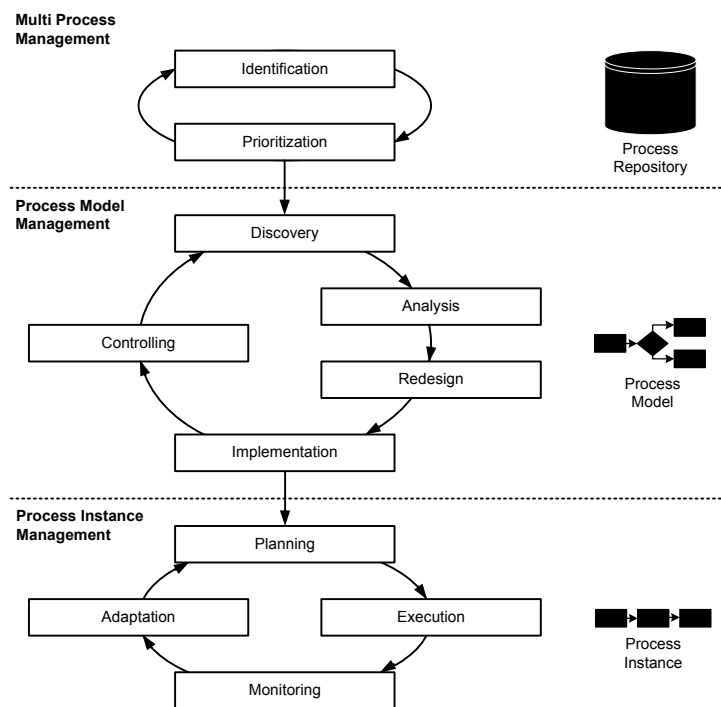 Multi Process
Management
Identification
Prioritization
Process
Repository
Process Model
Management
Discovery
Analysis
Controlling
Redesign
Process
Model
Implementation
Process Instance
Management
Planning
Adaptation
Execution
Process
Instance
Monitoring